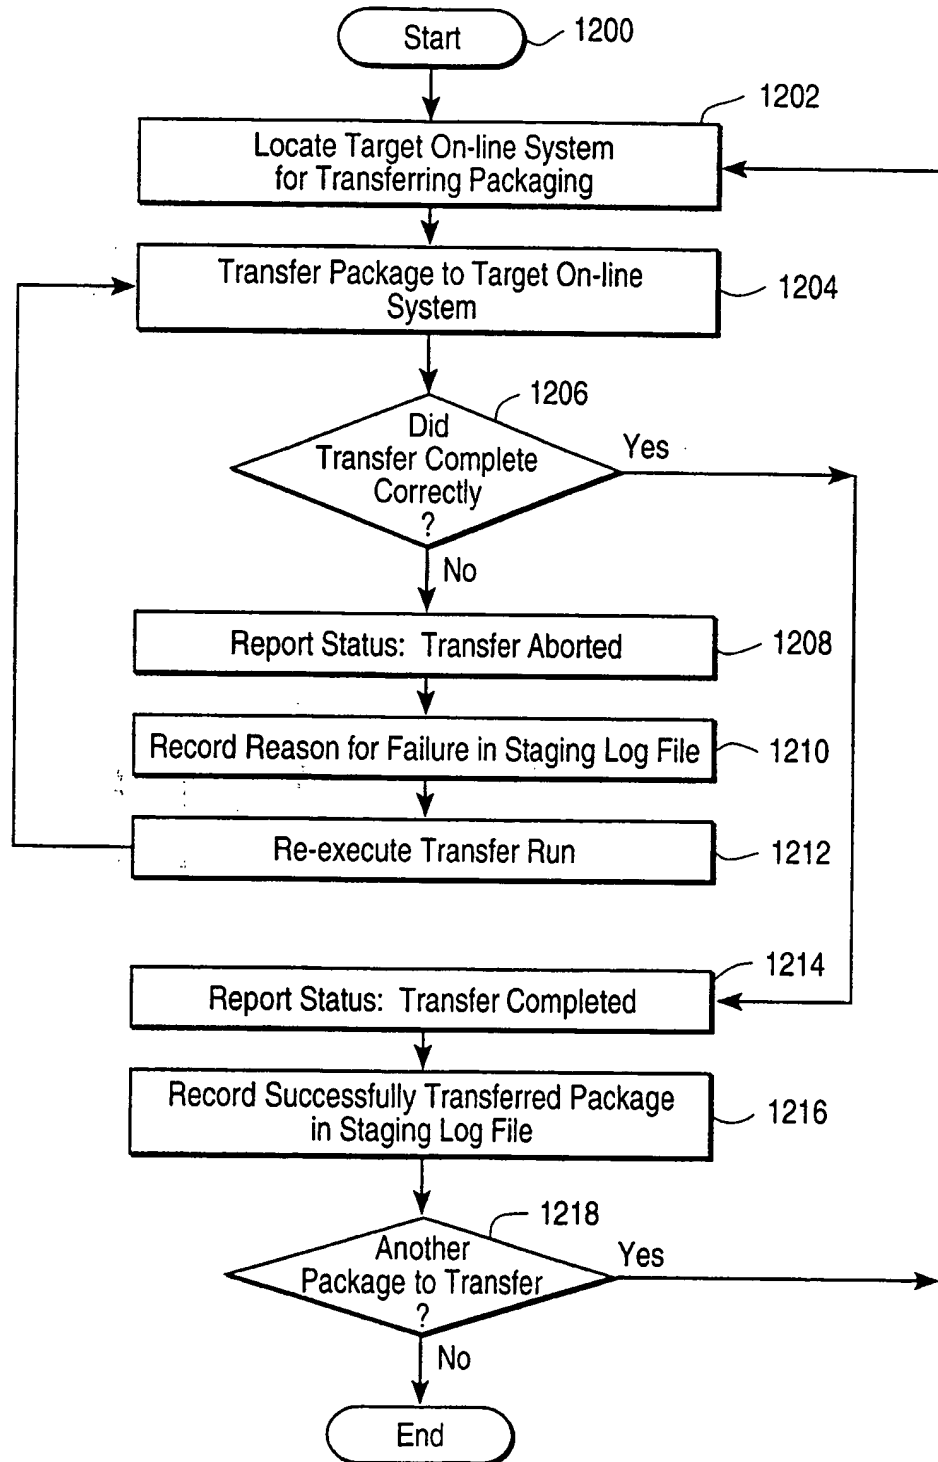 Start
1200
1202
Locate Target On-line System
for Transferring Packaging
Transfer Package to Target On-line
System
1204
1206
Did
Transfer Complete
Correctly
?
Yes
No
Report Status: Transfer Aborted
1208
Record Reason for Failure in Staging Log File
1210
Re-execute Transfer Run
1212
1214
Report Status: Transfer Completed
Record Successfully Transferred Package
in Staging Log File
1216
1218
Another
Package to Transfer
?
Yes
No
End